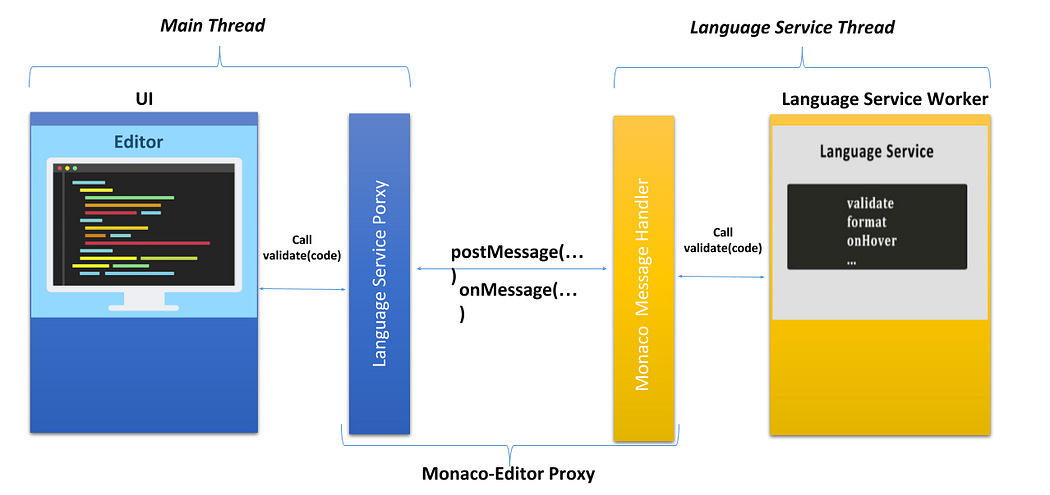 Main Thread
Language Service Thread
UI
Language Service Worker
Editor
Language Service
validate
format
onHover
...
Call
validate(code)
Language Service Porxy
postMessage(...
)
onMessage(...
)
Monaco Message Handler
Call
validate(code)
Monaco-Editor Proxy